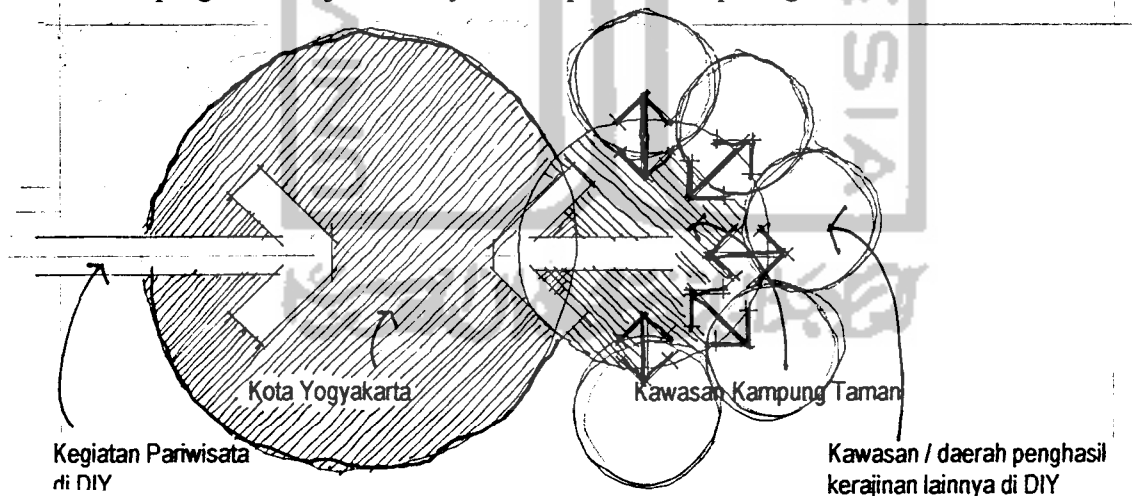 Kota Yogyakarta
Kawasan Kampung Taman
Kegiatan Pariwisata
di DIY
Kawasan / daerah penghasil
kerajinan lainnya di DIY